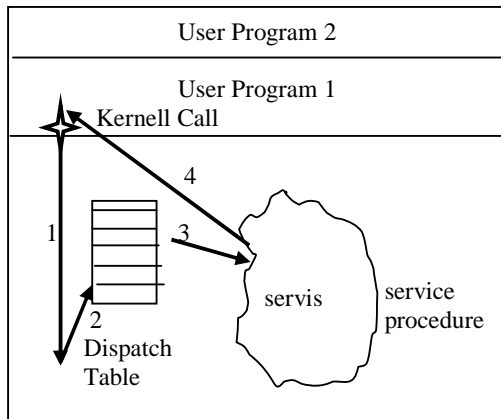 User Program 2
User Program 1
Kernell Call
4
1
3
servis
service
procedure
2
Dispatch
Table